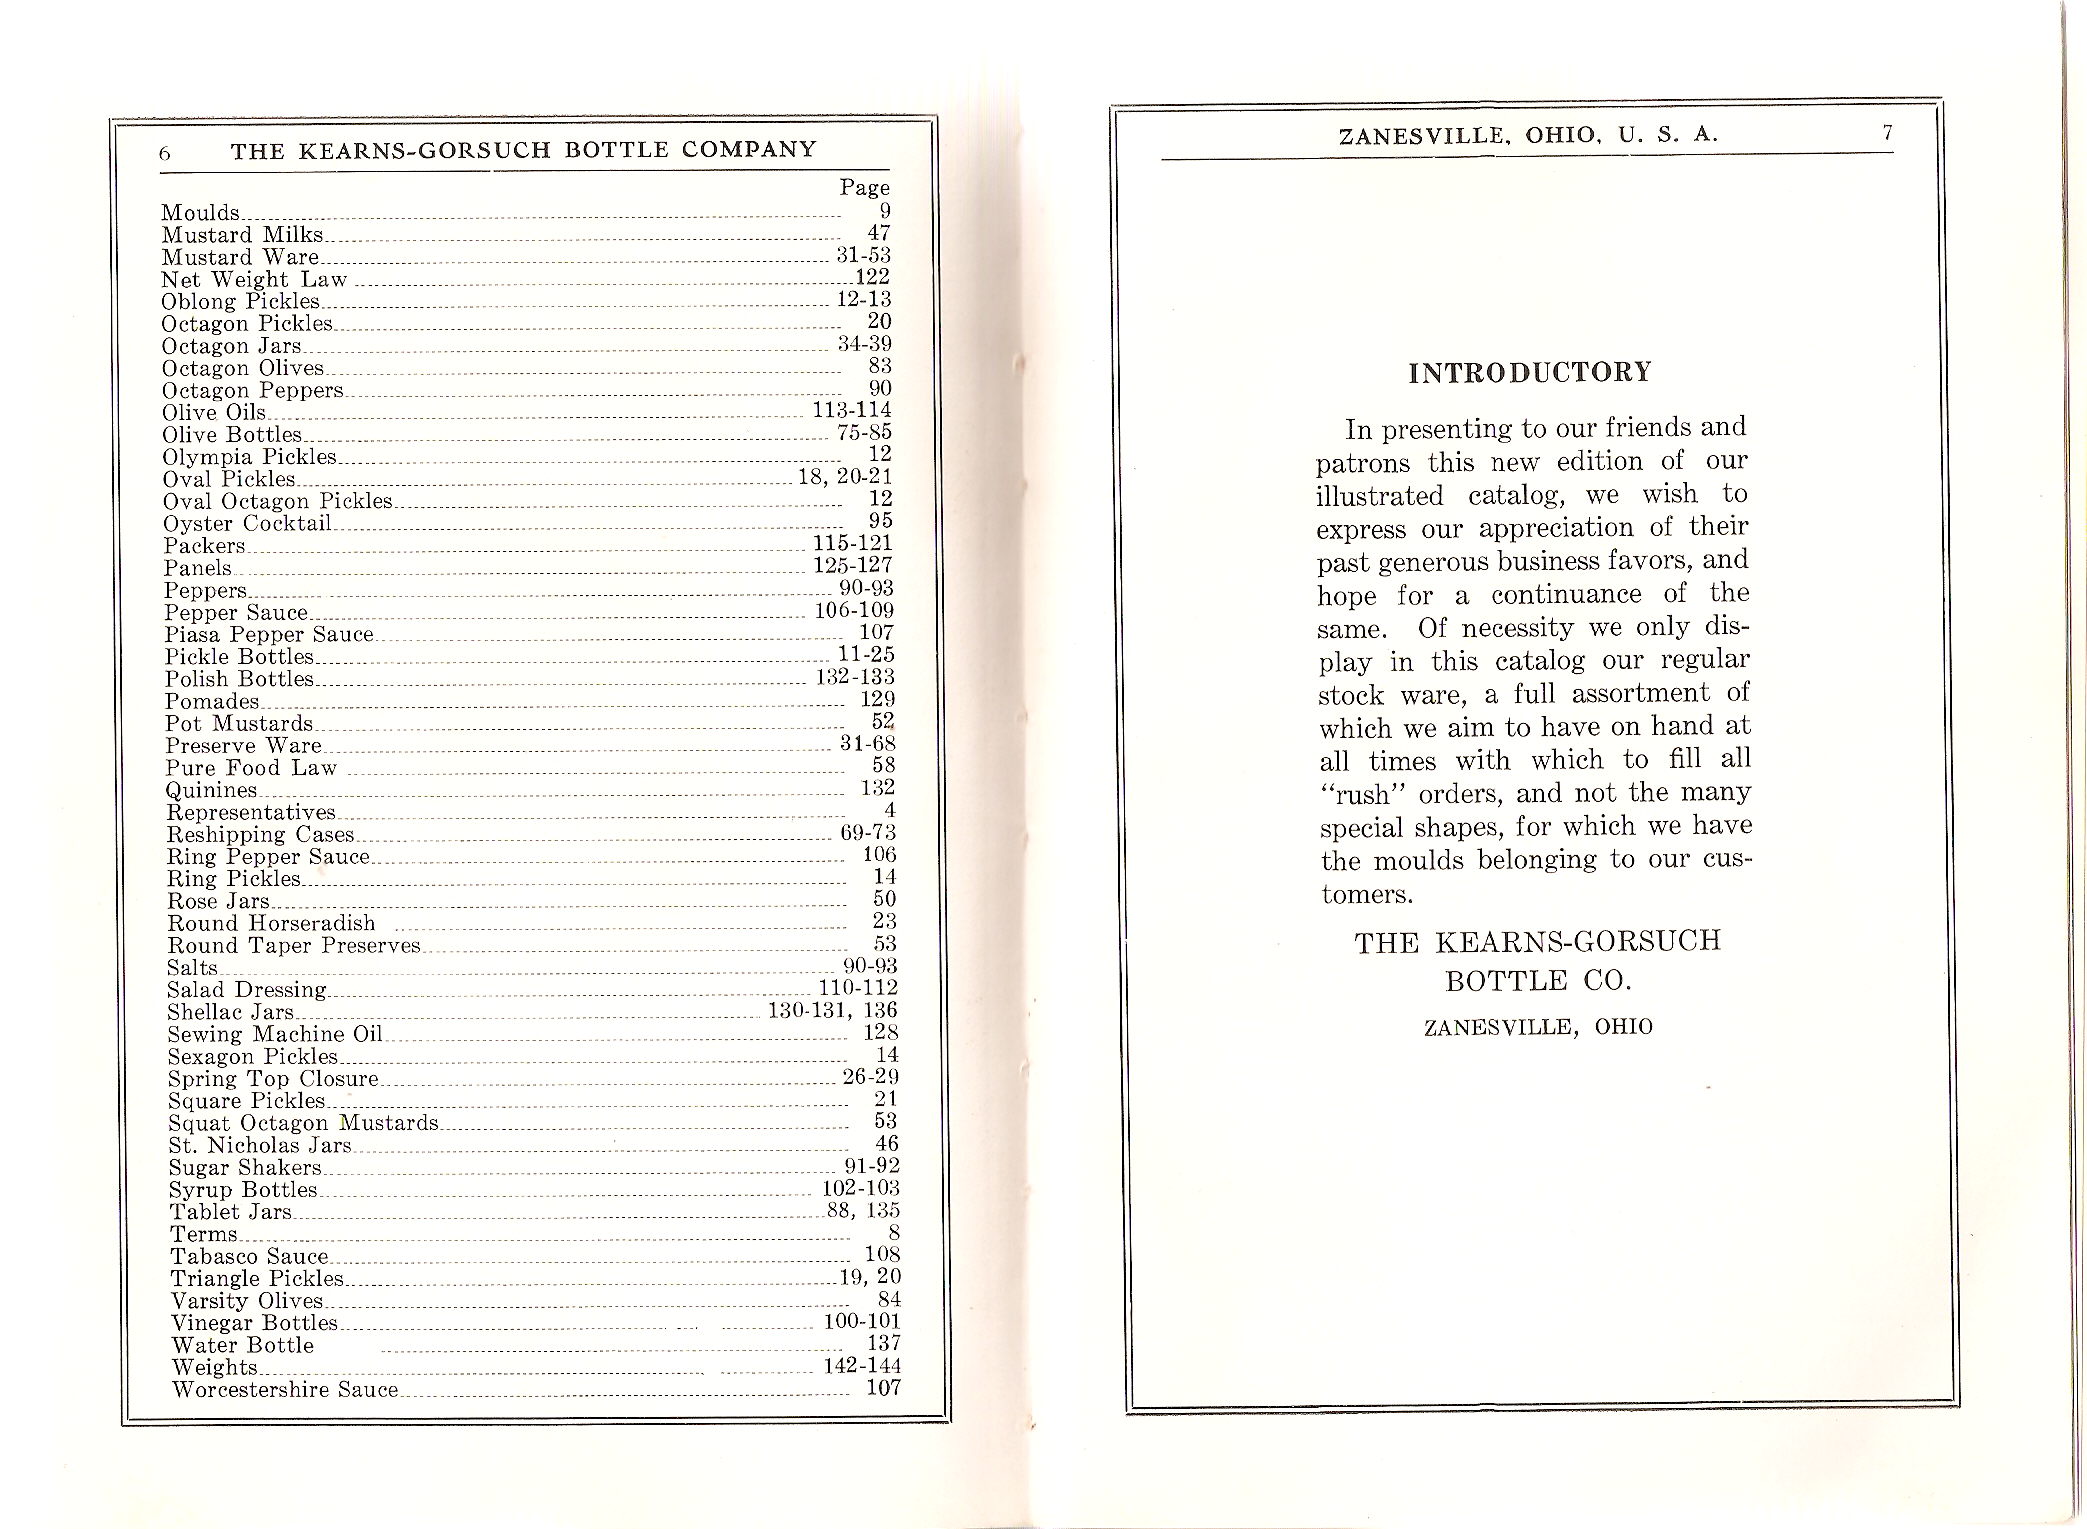 6 THE KEARNS-GORSUCH BOTTLE COMPANY
Page
Moulds 9
Mustard Milks 47
Mustard Ware 31-53
Net Weight Law 122
Oblong Pickles 12-13
Octagon Pickles 20
Octagon Jars 34-39
Octagon Olives 83
Octagon Peppers 90
Olive Oils 113-114
Olive Bottles 75-85
Olympia Pickles 12
Oval Pickles 18, 20-21
Oval Octagon Pickles 12
Oyster Cocktail 95
Packers 115-121
Panels 125-127
Peppers 90-93
Pepper Sauce 106-109
Piasa Pepper Sauce 107
Pickle Bottles 11-25
Polish Bottles 132-133
Pomades 129
Pot Mustards 52
Preserve Ware 31-68
Pure Food Law 58
Quinines 132
Representatives 4
Reshipping Cases 69-73
Ring Pepper Sauce 106
Ring Pickles 14
Rose Jars 50
Round Horseradish 23
Round Taper Preserves 53
Salts 90-93
Salad Dressing 110-112
Shellac Jars 130-131, 136
Sewing Machine Oil 128
Sexagon Pickles 14
Spring Top Closure 26-29
Square Pickles 21
Squat Octagon Mustards 53
St. Nicholas Jars 46
Sugar Shakers 91-92
Syrup Bottles 102-103
Tablet Jars 88, 135
Terms 8
Tabasco Sauce 108
Triangle Pickles 19, 20
Varsity Olives 84
Vinegar Bottles 100-101
Water Bottle 137
Weights 142-144
Worcestershire Sauce 107
ZANESVILLE, OHIO, U. S. A. 7
INTRODUCTORY
In presenting to our friends and
patrons this new edition of our
illustrated catalog, we wish to
express our appreciation of their
past generous business favors, and
hope for a continuance of the
same. Of necessity we only dis-
play in this catalog our regular
stock ware, a full assortment of
which we aim to have on hand at
all times with which to fill all
“rush” orders, and not the many
special shapes, for which we have
the moulds belonging to our cus-
tomers.
THE KEARNS-GORSUCH
BOTTLE CO.
ZANESVILLE, OHIO